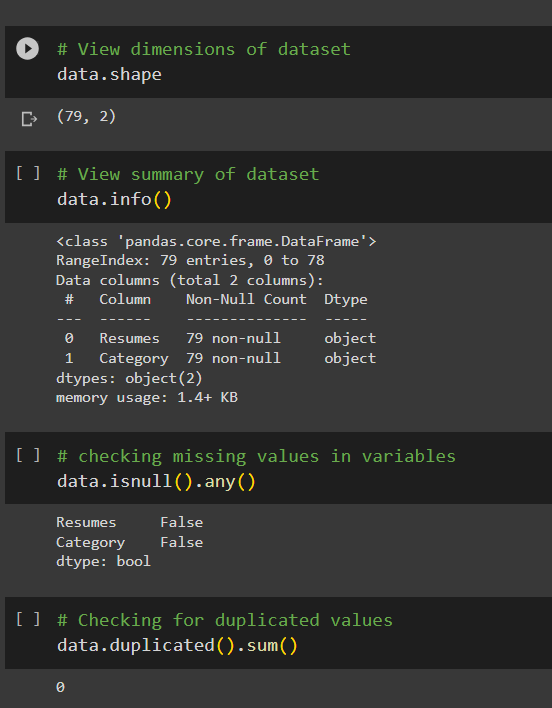 # View dimensions of dataset
data.shape
(79, 2)
[ ] # View summary of dataset
data.info()
<class 'pandas.core.frame.DataFrame'>
RangeIndex: 79 entries, 0 to 78
Data columns (total 2 columns):
 #   Column    Non-Null Count  Dtype
---  ------    --------------  -----
 0   Resumes   79 non-null     object
 1   Category  79 non-null     object
dtypes: object(2)
memory usage: 1.4+ KB
[ ] # checking missing values in variables
data.isnull().any()
Resumes     False
Category    False
dtype: bool
[ ] # Checking for duplicated values
data.duplicated().sum()
0